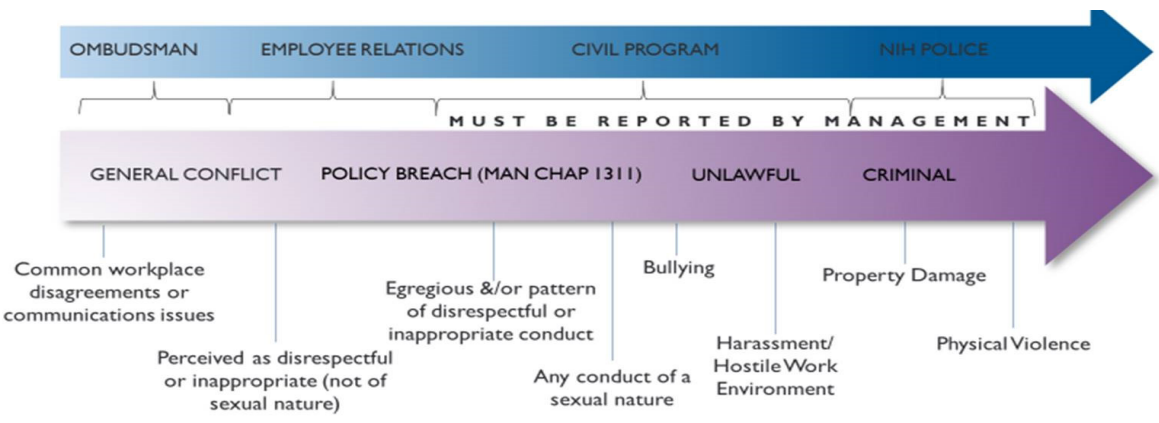 OMBUDSMAN EMPLOYEE RELATIONS CIVIL PROGRAM NIH POLICE
MUST BE REPORTED BY MANAGEMENT
GENERAL CONFLICT POLICY BREACH (MAN CHAP 1311) UNLAWFUL CRIMINAL
Common workplace
disagreements or
communications issues
Perceived as disrespectful
or inappropriate (not of
sexual nature)
Egregious &/or pattern
of disrespectful or
inappropriate conduct
Any conduct of a
sexual nature
Bullying
Harassment/
Hostile Work
Environment
Property Damage
Physical Violence